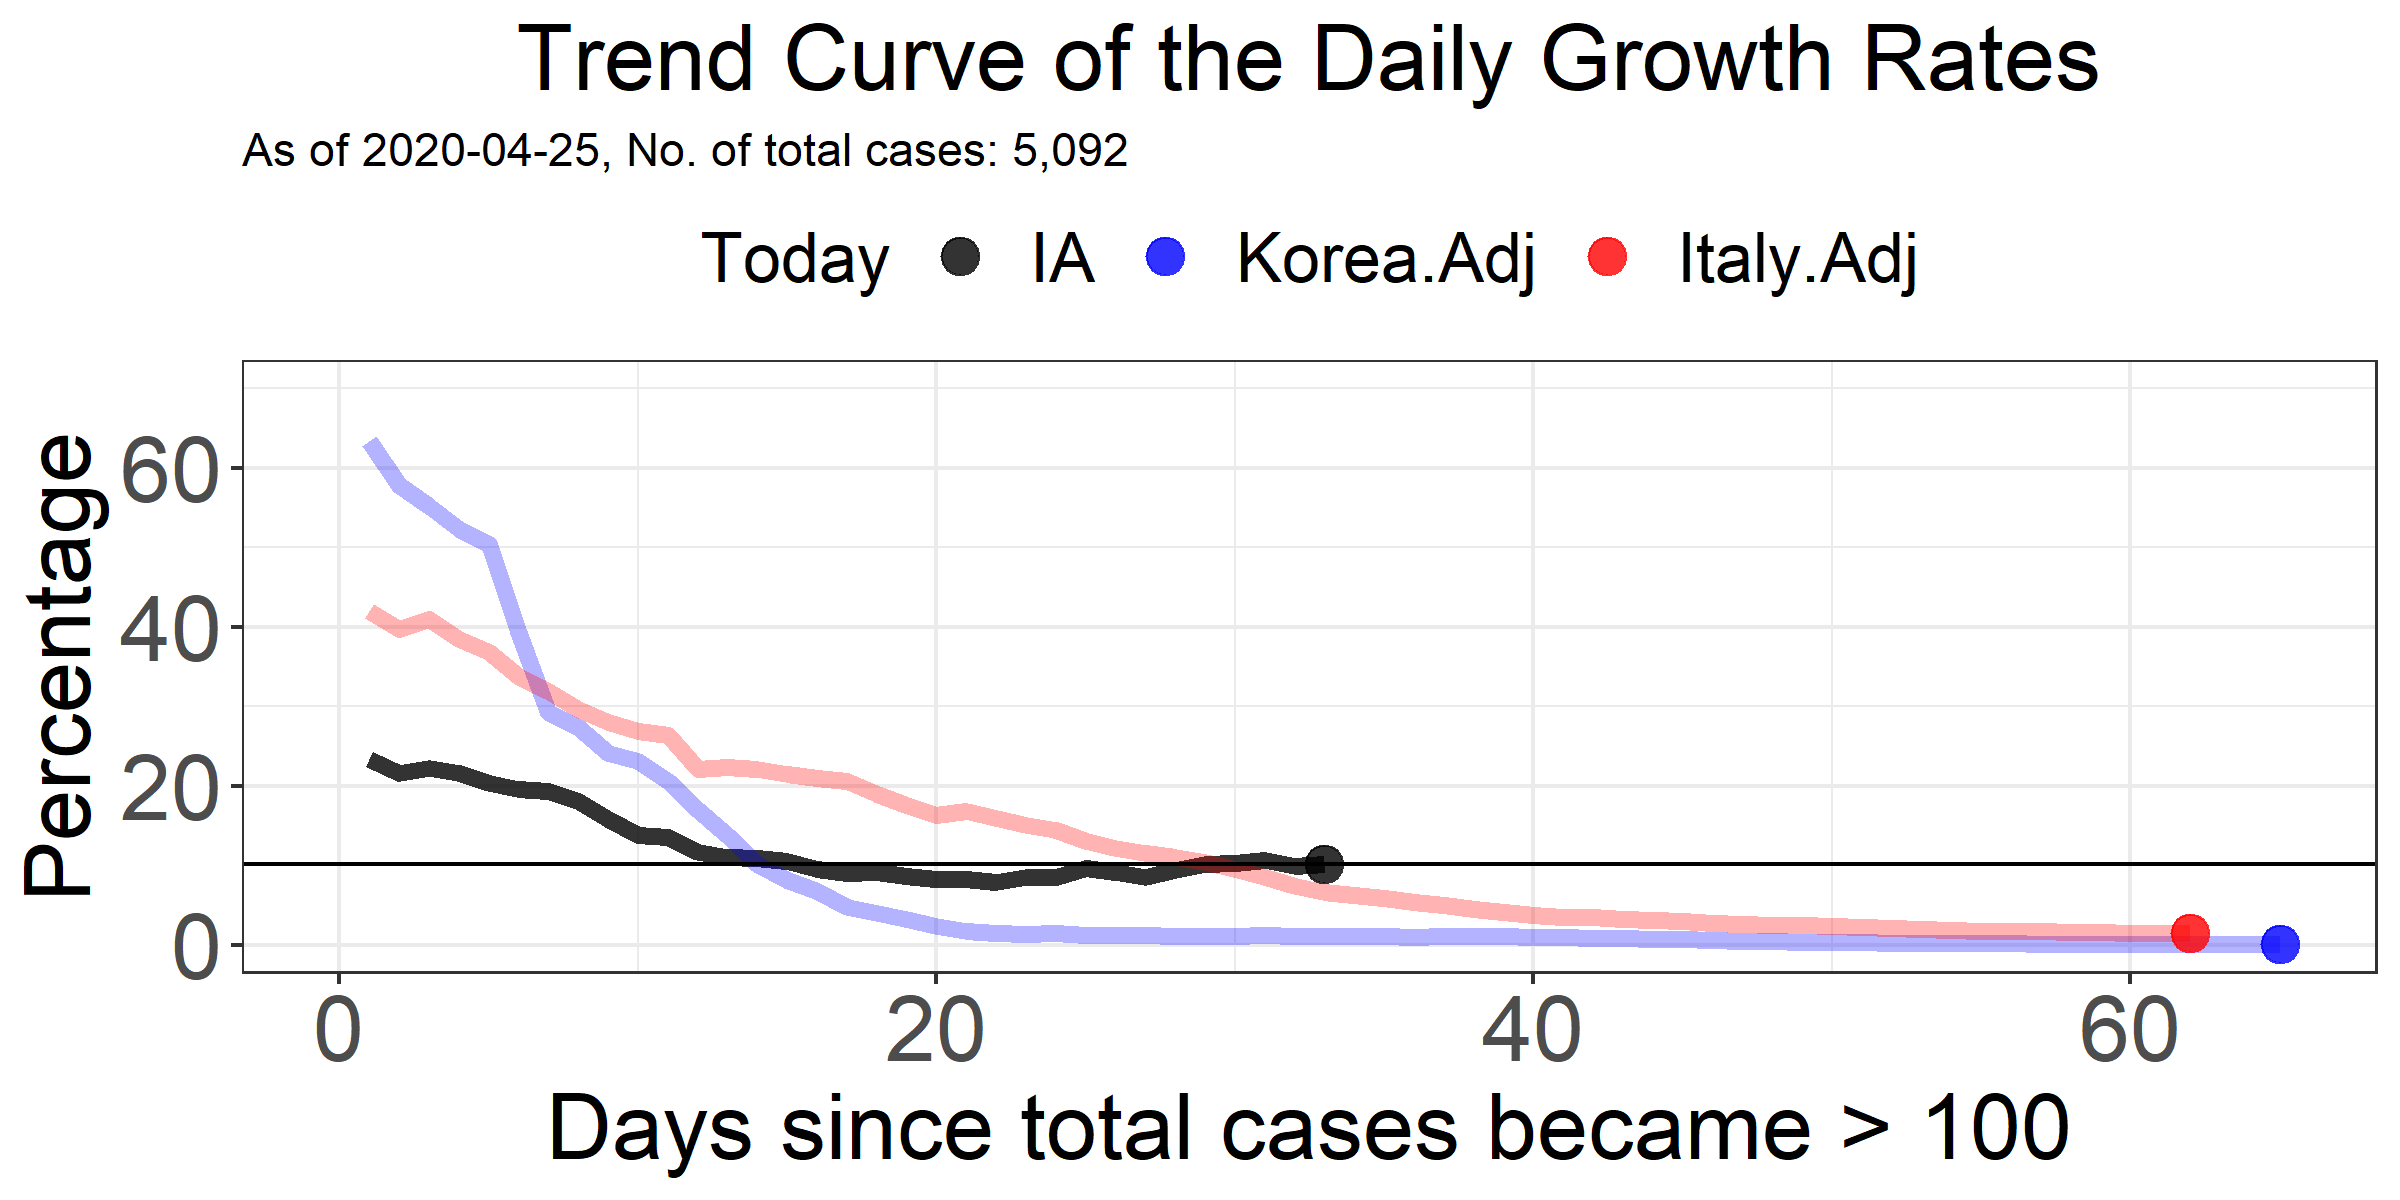 Trend Curve of the Daily Growth Rates
As of 2020-04-25, No. of total cases: 5,092
Today IA Korea.Adj Italy.Adj
Percentage
60
40
20
0
0 20 40 60
Days since total cases became > 100